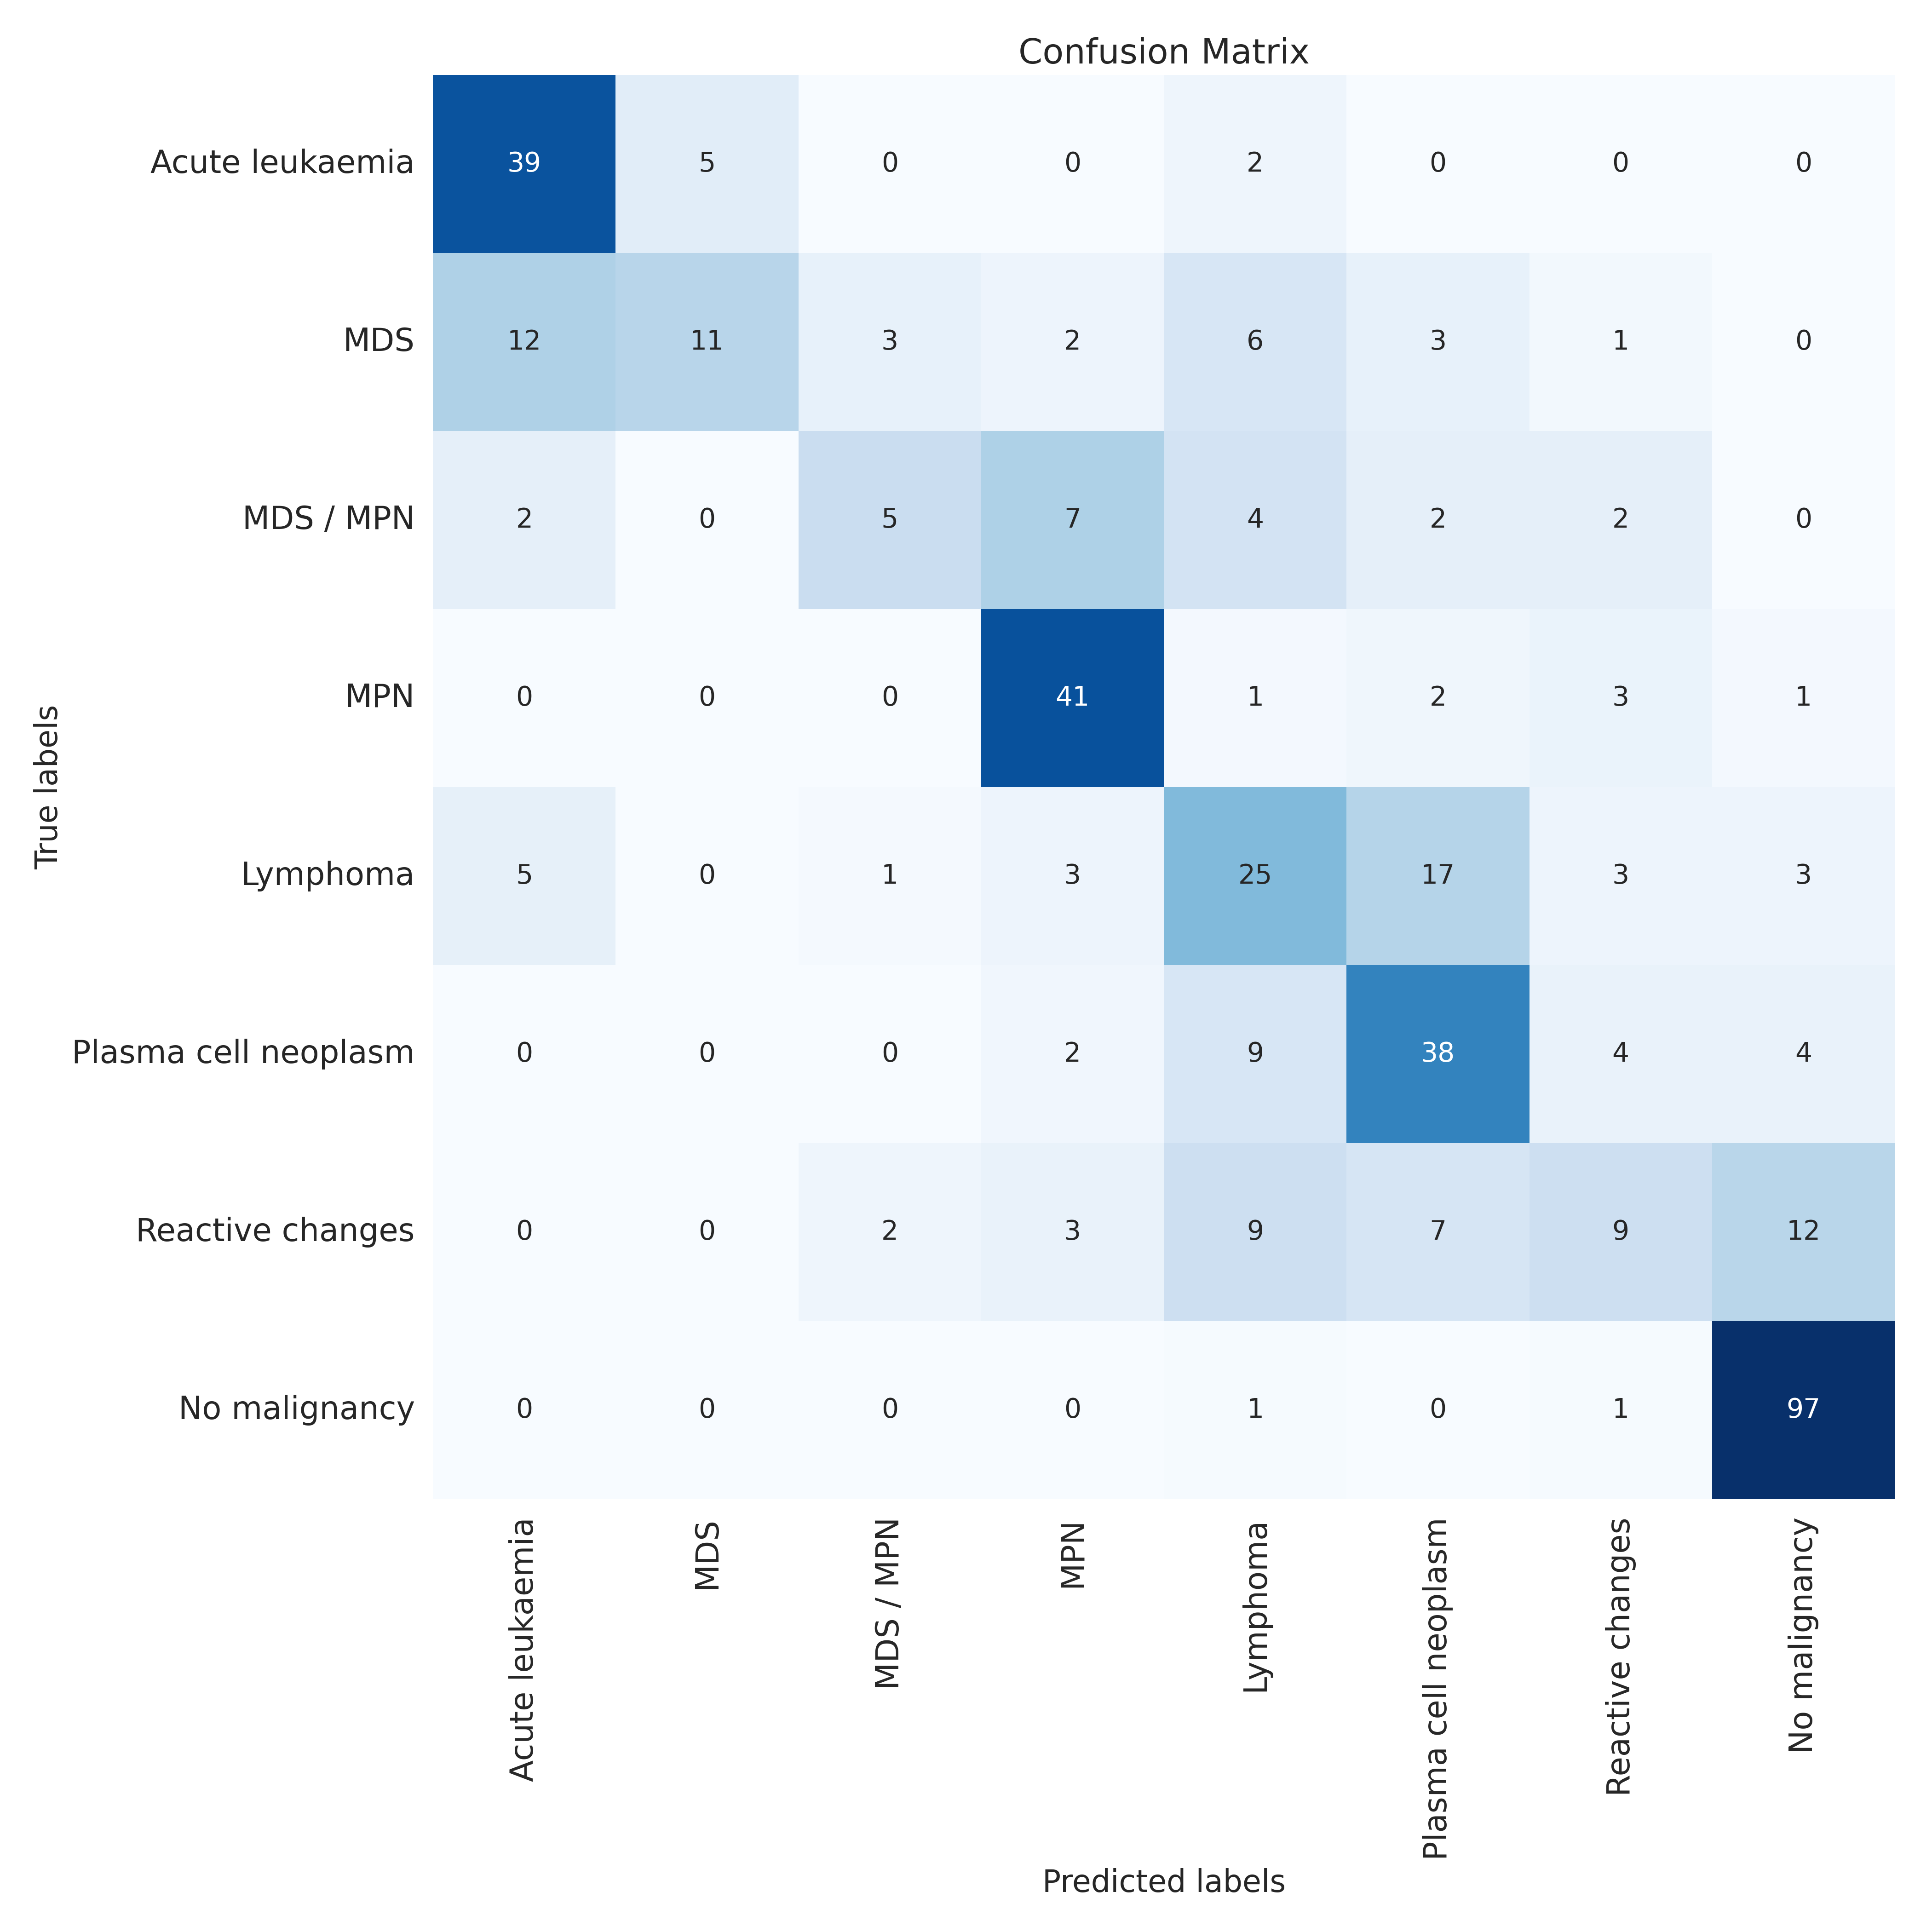 Confusion Matrix
True labels
Acute leukaemia 39 5 0 0 2 0 0 0
MDS 12 11 3 2 6 3 1 0
MDS / MPN 2 0 5 7 4 2 2 0
MPN 0 0 0 41 1 2 3 1
Lymphoma 5 0 1 3 25 17 3 3
Plasma cell neoplasm 0 0 0 2 9 38 4 4
Reactive changes 0 0 2 3 9 7 9 12
No malignancy 0 0 0 0 1 0 1 97
Acute leukaemia
MDS
MDS / MPN
MPN
Lymphoma
Plasma cell neoplasm
Reactive changes
No malignancy
Predicted labels